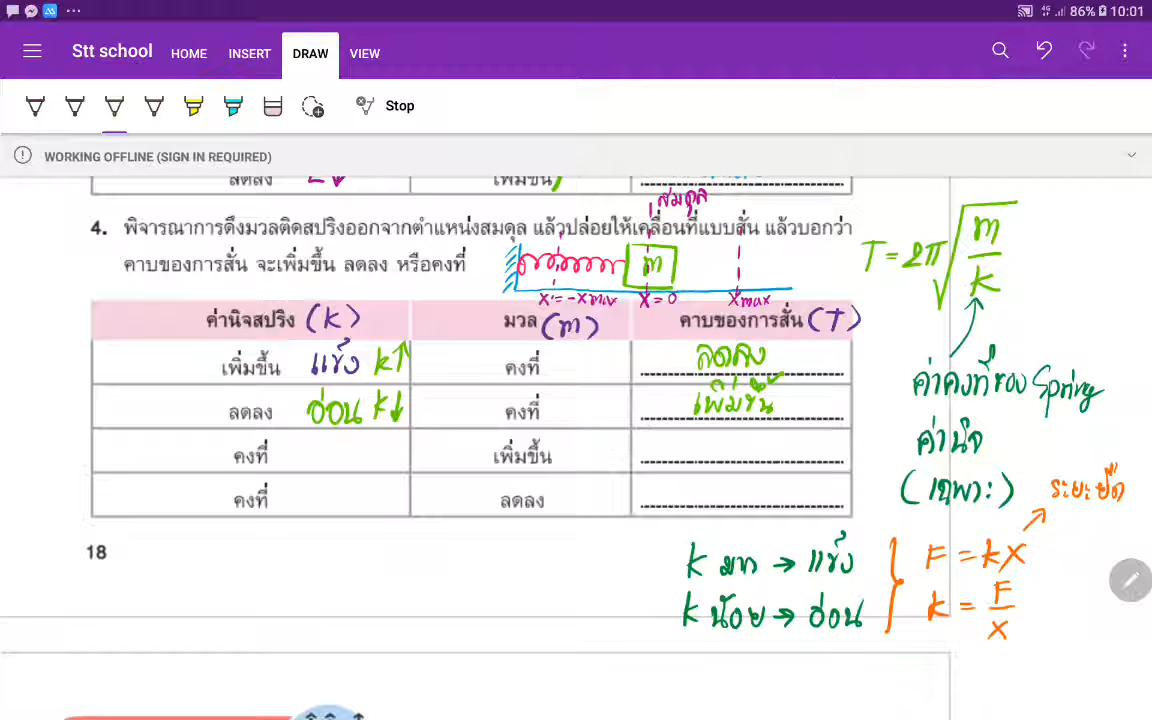 86% 10:01
Stt school HOME INSERT DRAW VIEW
Stop
WORKING OFFLINE (SIGN IN REQUIRED)
ลดลง เพิ่มขึ้น
สมดุล
4. พิจารณาการดึงมวลติดสปริงออกจากตำแหน่งสมดุล แล้วปล่อยให้เคลื่อนที่แบบสั่น แล้วบอกว่า
คาบของการสั่น จะเพิ่มขึ้น ลดลง หรือคงที่
m
x = -xmax x = 0 xmax
T = 2π√(m/k)
ค่านิจสปริง (k) มวล (m) คาบของการสั่น (T)
เพิ่มขึ้น แข็ง k↑ คงที่ ลดลง
ลดลง อ่อน k↓ คงที่ เพิ่มขึ้น
คงที่ เพิ่มขึ้น
คงที่ ลดลง
ค่าคงที่ของ Spring
ค่านิจ
(เฉพาะ)
ระยะยืด
18
k มาก → แข็ง F = kx
k น้อย → อ่อน k = F/x